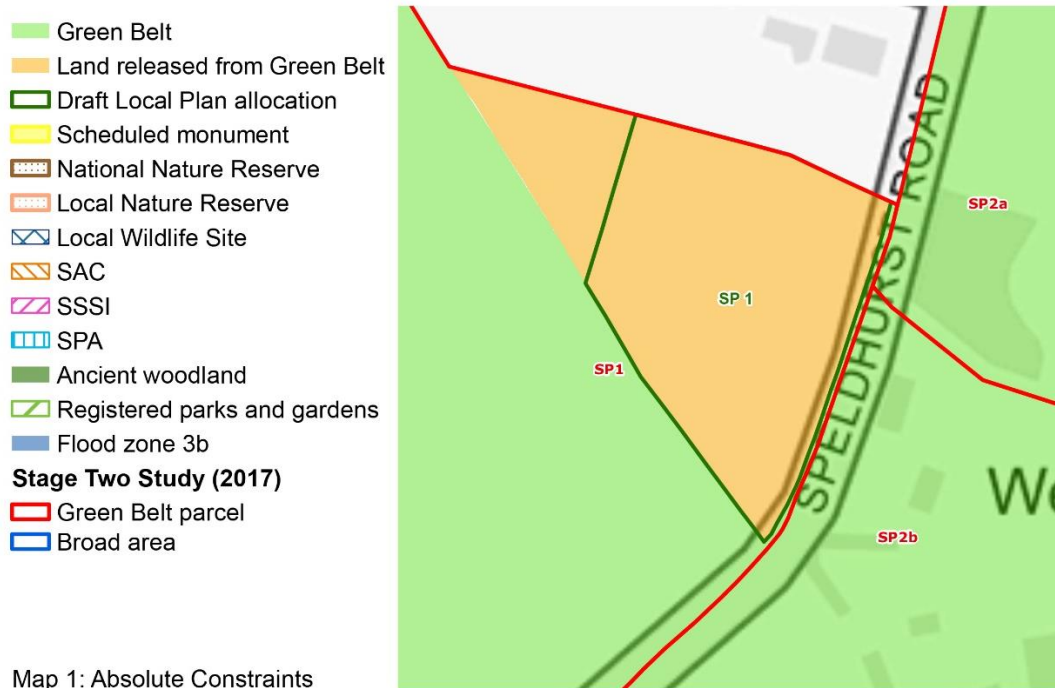 Green Belt
Land released from Green Belt
Draft Local Plan allocation
Scheduled monument
National Nature Reserve
Local Nature Reserve
Local Wildlife Site
SAC
SSSI
SPA
Ancient woodland
Registered parks and gardens
Flood zone 3b
Stage Two Study (2017)
Green Belt parcel
Broad area
Map 1: Absolute Constraints
SPELDHURST ROAD
SP2a
SP 1
SP1
SP2b